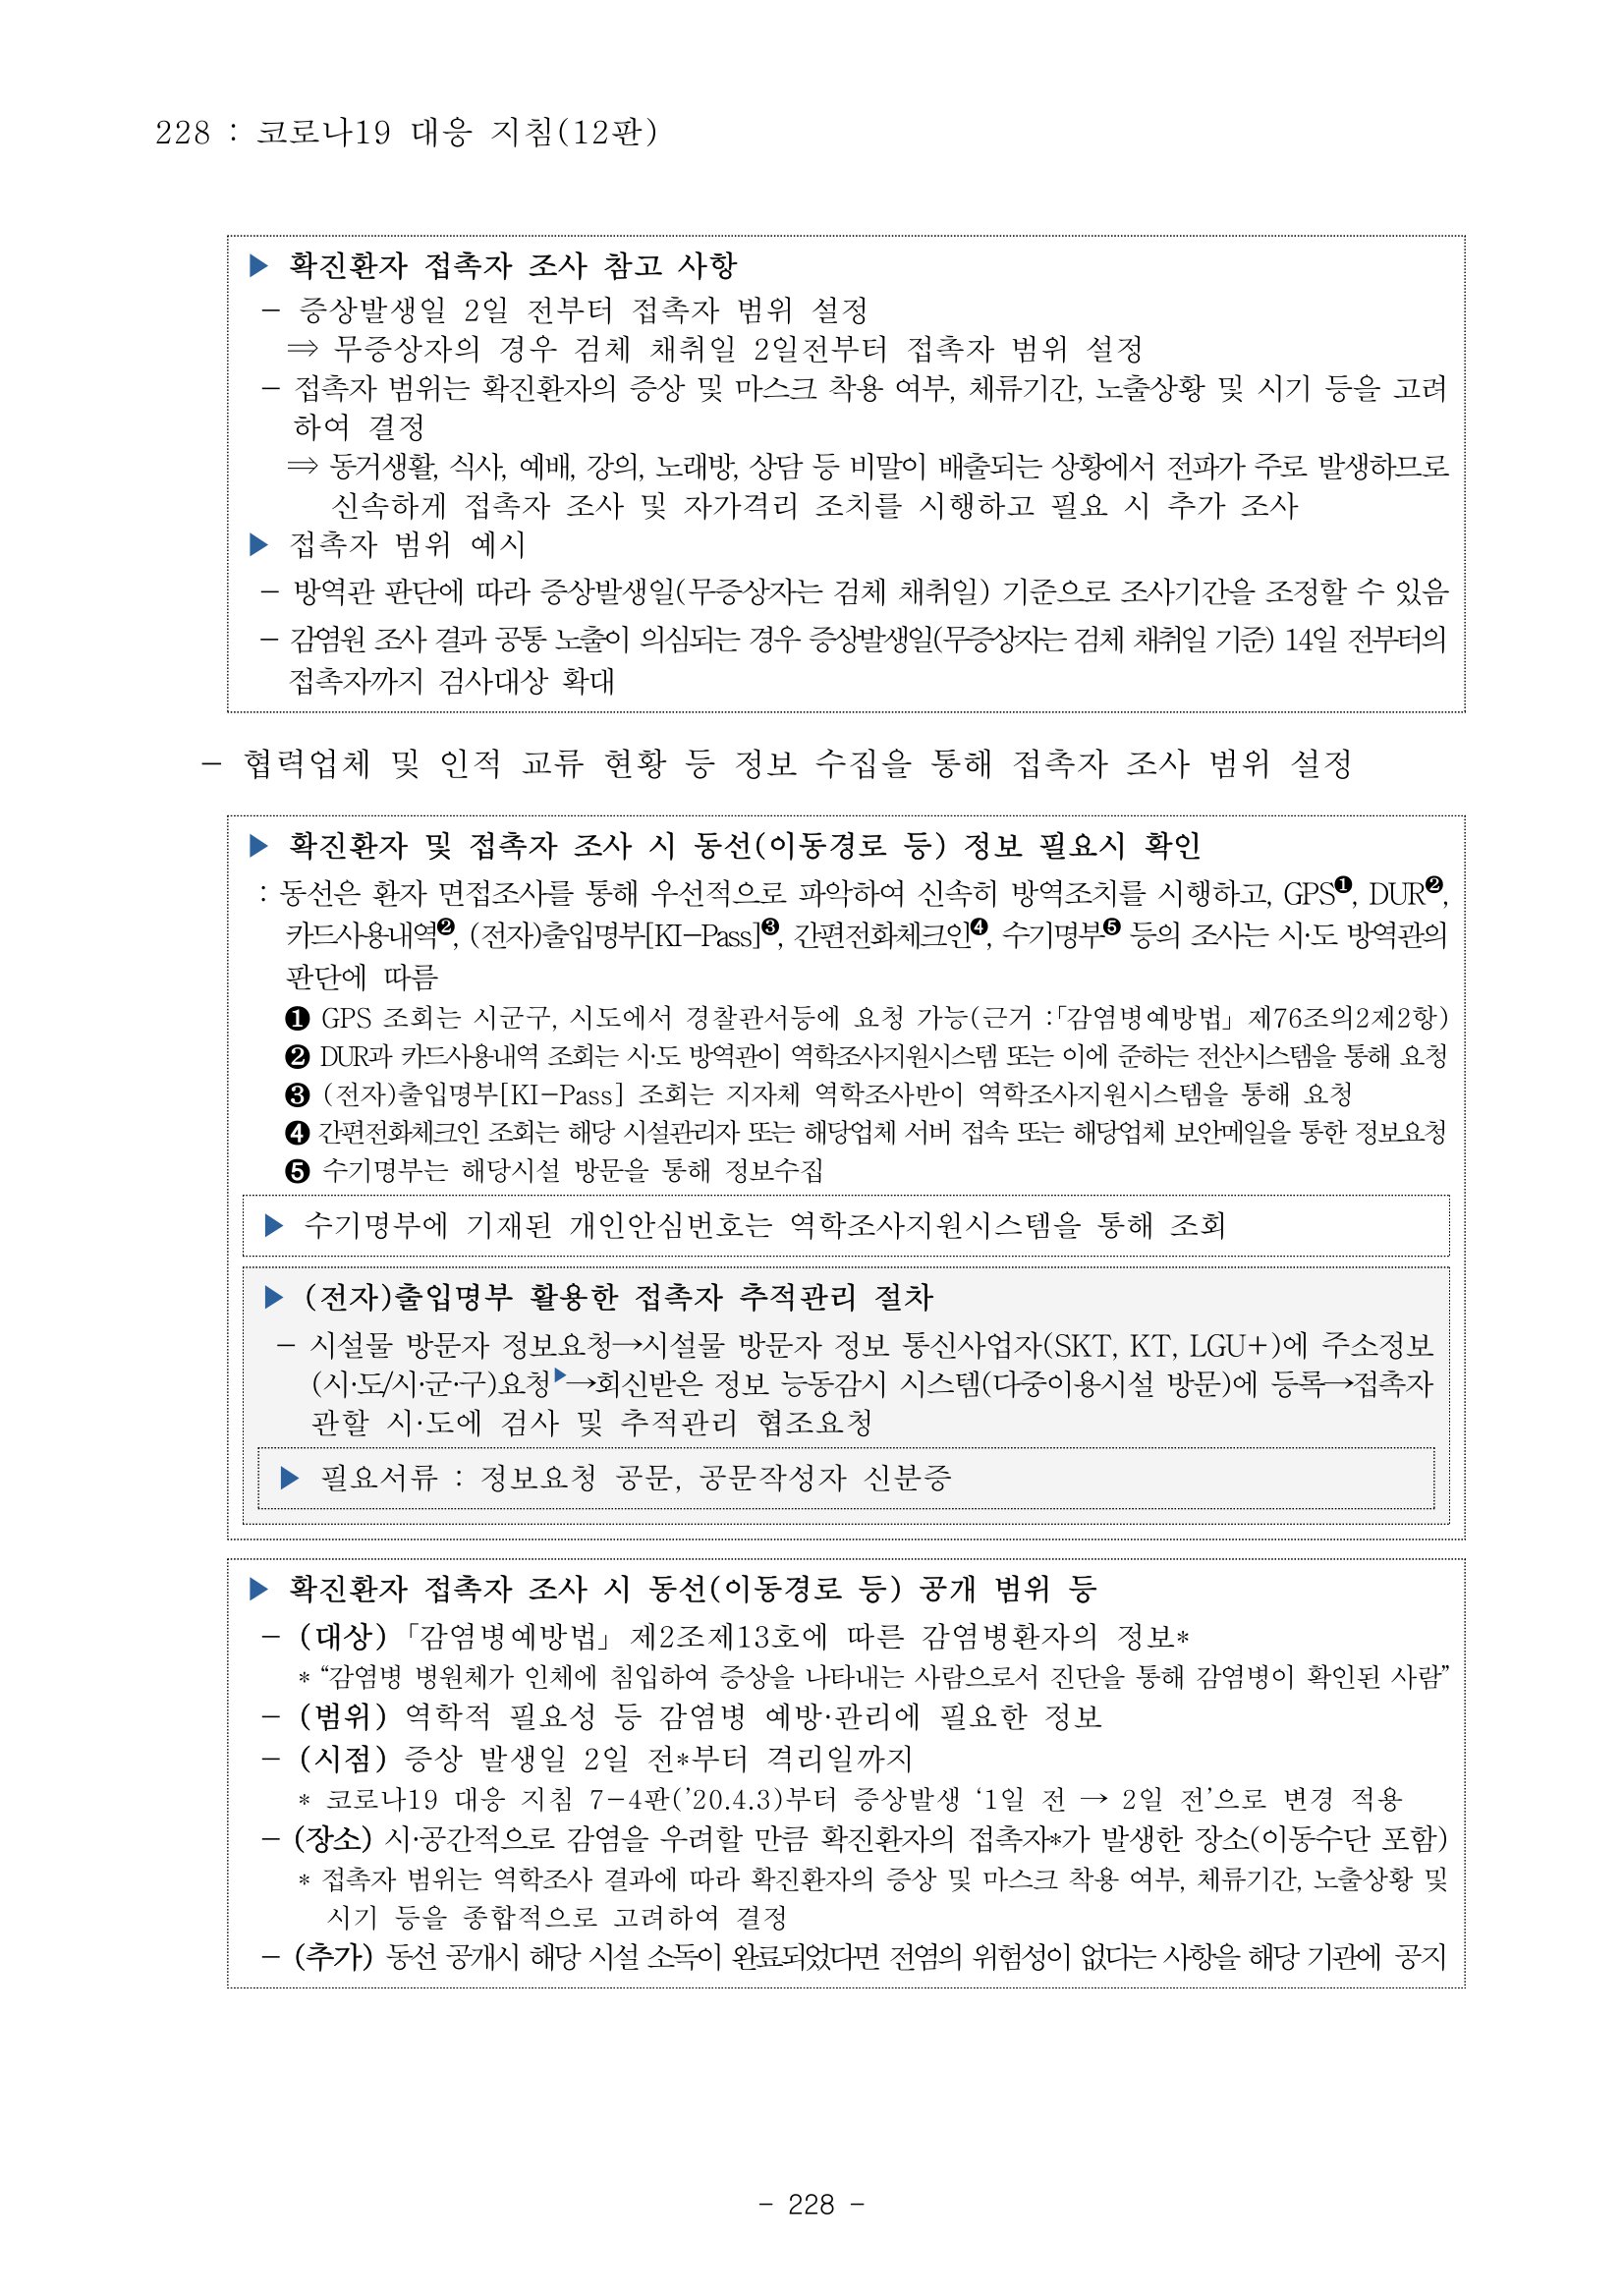 228 : 코로나19 대응 지침(12판)
▶ 확진환자 접촉자 조사 참고 사항
- 증상발생일 2일 전부터 접촉자 범위 설정
⇒ 무증상자의 경우 검체 채취일 2일전부터 접촉자 범위 설정
- 접촉자 범위는 확진환자의 증상 및 마스크 착용 여부, 체류기간, 노출상황 및 시기 등을 고려
하여 결정
⇒ 동거생활, 식사, 예배, 강의, 노래방, 상담 등 비말이 배출되는 상황에서 전파가 주로 발생하므로
신속하게 접촉자 조사 및 자가격리 조치를 시행하고 필요 시 추가 조사
▶ 접촉자 범위 예시
- 방역관 판단에 따라 증상발생일(무증상자는 검체 채취일) 기준으로 조사기간을 조정할 수 있음
- 감염원 조사 결과 공통 노출이 의심되는 경우 증상발생일(무증상자는 검체 채취일 기준) 14일 전부터의
접촉자까지 검사대상 확대
- 협력업체 및 인적 교류 현황 등 정보 수집을 통해 접촉자 조사 범위 설정
▶ 확진환자 및 접촉자 조사 시 동선(이동경로 등) 정보 필요시 확인
: 동선은 환자 면접조사를 통해 우선적으로 파악하여 신속히 방역조치를 시행하고, GPS❶, DUR❷,
카드사용내역❷, (전자)출입명부[KI-Pass]❸, 간편전화체크인❹, 수기명부❺ 등의 조사는 시·도 방역관의
판단에 따름
❶ GPS 조회는 시군구, 시도에서 경찰관서등에 요청 가능(근거 :「감염병예방법」 제76조의2제2항)
❷ DUR과 카드사용내역 조회는 시·도 방역관이 역학조사지원시스템 또는 이에 준하는 전산시스템을 통해 요청
❸ (전자)출입명부[KI-Pass] 조회는 지자체 역학조사반이 역학조사지원시스템을 통해 요청
❹ 간편전화체크인 조회는 해당 시설관리자 또는 해당업체 서버 접속 또는 해당업체 보안메일을 통한 정보요청
❺ 수기명부는 해당시설 방문을 통해 정보수집
▶ 수기명부에 기재된 개인안심번호는 역학조사지원시스템을 통해 조회
▶ (전자)출입명부 활용한 접촉자 추적관리 절차
- 시설물 방문자 정보요청→시설물 방문자 정보 통신사업자(SKT, KT, LGU+)에 주소정보
(시·도/시·군·구)요청▶→회신받은 정보 능동감시 시스템(다중이용시설 방문)에 등록→접촉자
관할 시·도에 검사 및 추적관리 협조요청
▶ 필요서류 : 정보요청 공문, 공문작성자 신분증
▶ 확진환자 접촉자 조사 시 동선(이동경로 등) 공개 범위 등
- (대상)「감염병예방법」 제2조제13호에 따른 감염병환자의 정보*
* “감염병 병원체가 인체에 침입하여 증상을 나타내는 사람으로서 진단을 통해 감염병이 확인된 사람”
- (범위) 역학적 필요성 등 감염병 예방·관리에 필요한 정보
- (시점) 증상 발생일 2일 전*부터 격리일까지
* 코로나19 대응 지침 7-4판(’20.4.3)부터 증상발생 ‘1일 전 → 2일 전’으로 변경 적용
- (장소) 시·공간적으로 감염을 우려할 만큼 확진환자의 접촉자*가 발생한 장소(이동수단 포함)
* 접촉자 범위는 역학조사 결과에 따라 확진환자의 증상 및 마스크 착용 여부, 체류기간, 노출상황 및
시기 등을 종합적으로 고려하여 결정
- (추가) 동선 공개시 해당 시설 소독이 완료되었다면 전염의 위험성이 없다는 사항을 해당 기관에 공지
- 228 -